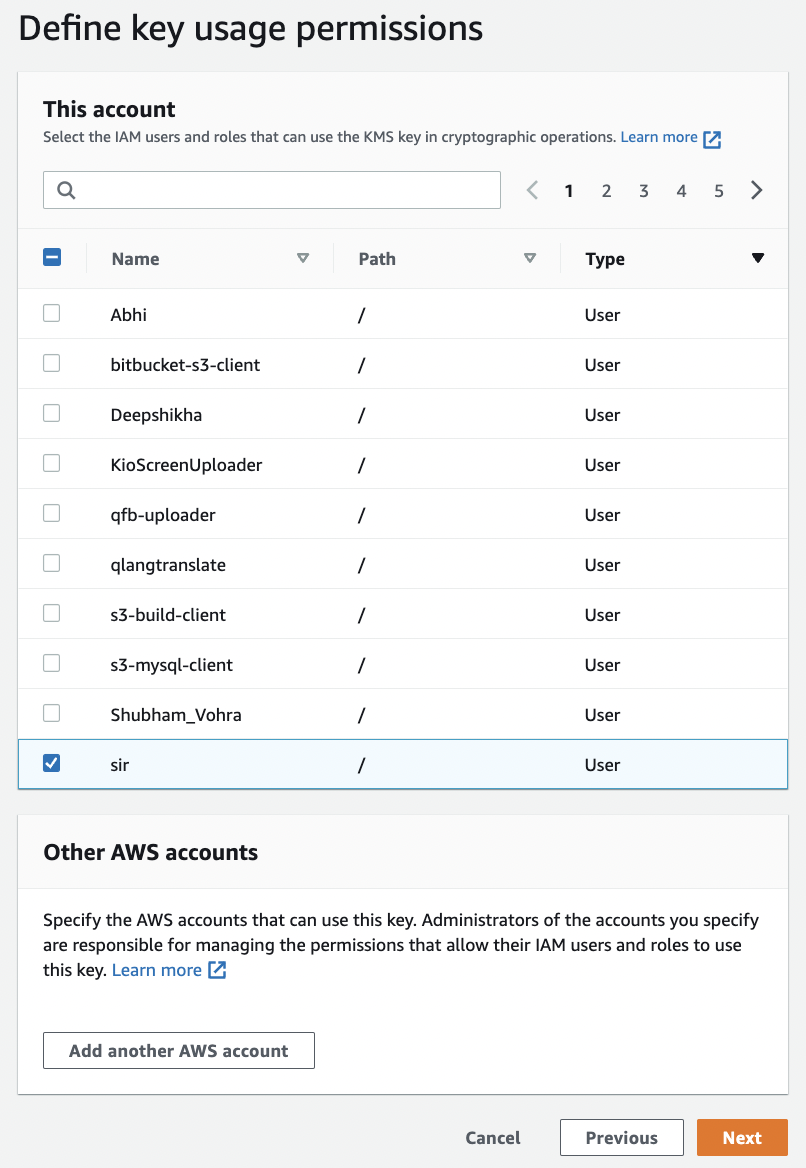 Define key usage permissions
This account
Select the IAM users and roles that can use the KMS key in cryptographic operations. Learn more
1 2 3 4 5
Name Path Type
Abhi / User
bitbucket-s3-client / User
Deepshikha / User
KioScreenUploader / User
qfb-uploader / User
qlangtranslate / User
s3-build-client / User
s3-mysql-client / User
Shubham_Vohra / User
sir / User
Other AWS accounts
Specify the AWS accounts that can use this key. Administrators of the accounts you specify
are responsible for managing the permissions that allow their IAM users and roles to use
this key. Learn more
Add another AWS account
Cancel Previous Next